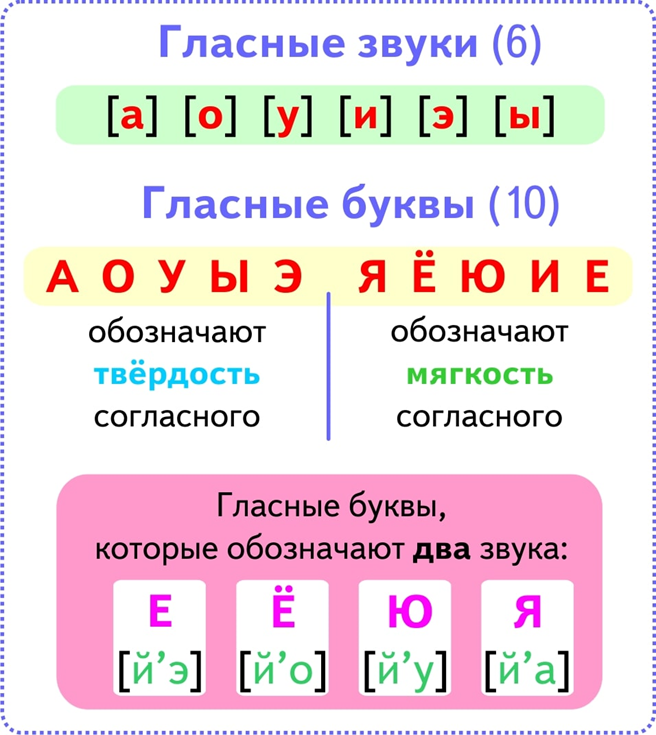 Гласные звуки (6)
[а] [о] [у] [и] [э] [ы]
Гласные буквы (10)
А О У Ы Э Я Ё Ю И Е
обозначают
твёрдость
согласного
обозначают
мягкость
согласного
Гласные буквы,
которые обозначают два звука:
Е Ё Ю Я
[й’э] [й’о] [й’у] [й’а]